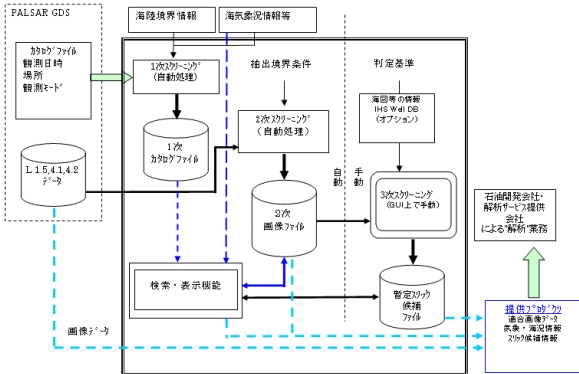 PALSAR GDS
海陸境界情報
海気象況情報等
ｶﾀﾛｸﾞﾌｧｲﾙ
観測日時
場所
観測ﾓｰﾄﾞ
1次ｽｸﾘｰﾆﾝｸﾞ
(自動処理)
抽出境界条件
判定基準
2次ｽｸﾘｰﾆﾝｸﾞ
(自動処理)
海図等の情報
IHS Well DB
(オプション)
1次
ｶﾀﾛｸﾞﾌｧｲﾙ
L 1.5,4.1,4.2
ﾃﾞｰﾀ
自動
手動
3次ｽｸﾘｰﾆﾝｸﾞ
(GUI上で手動)
2次
画像ﾌｧｲﾙ
石油開発会社・
解析ｻｰﾋﾞｽ提供
会社
による"解析"業務
検索・表示機能
暫定ｽﾘｯｸ
候補
ﾌｧｲﾙ
画像ﾃﾞｰﾀ
提供ﾌﾟﾛﾀﾞｸﾂ
適合画像ﾃﾞｰﾀ
気象・海況情報
ｽﾘｯｸ候補情報